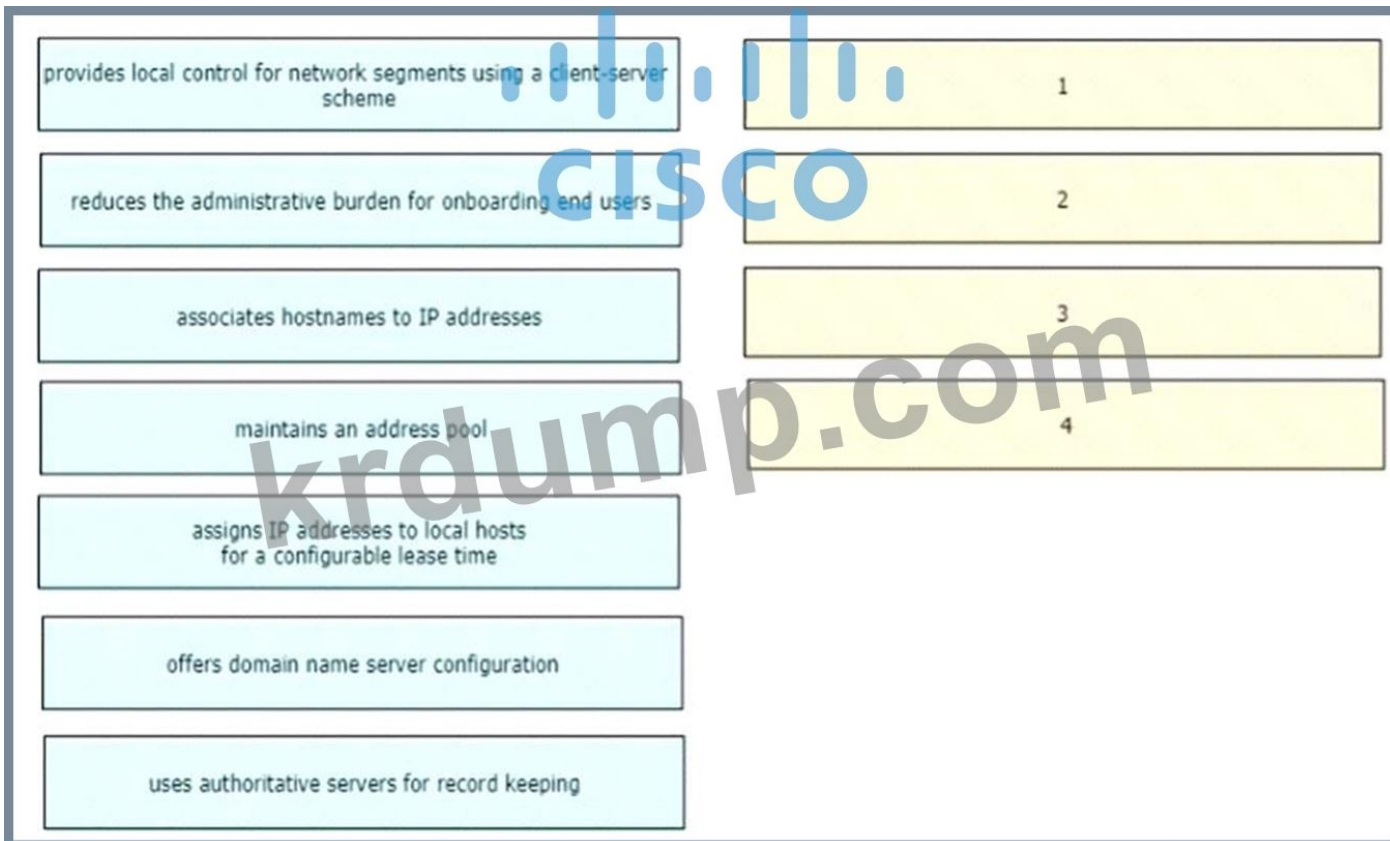 provides local control for network segments using a client-server
scheme
1
reduces the administrative burden for onboarding end users
2
associates hostnames to IP addresses
3
maintains an address pool
4
assigns IP addresses to local hosts
for a configurable lease time
offers domain name server configuration
uses authoritative servers for record keeping
CISCO
krdump.com